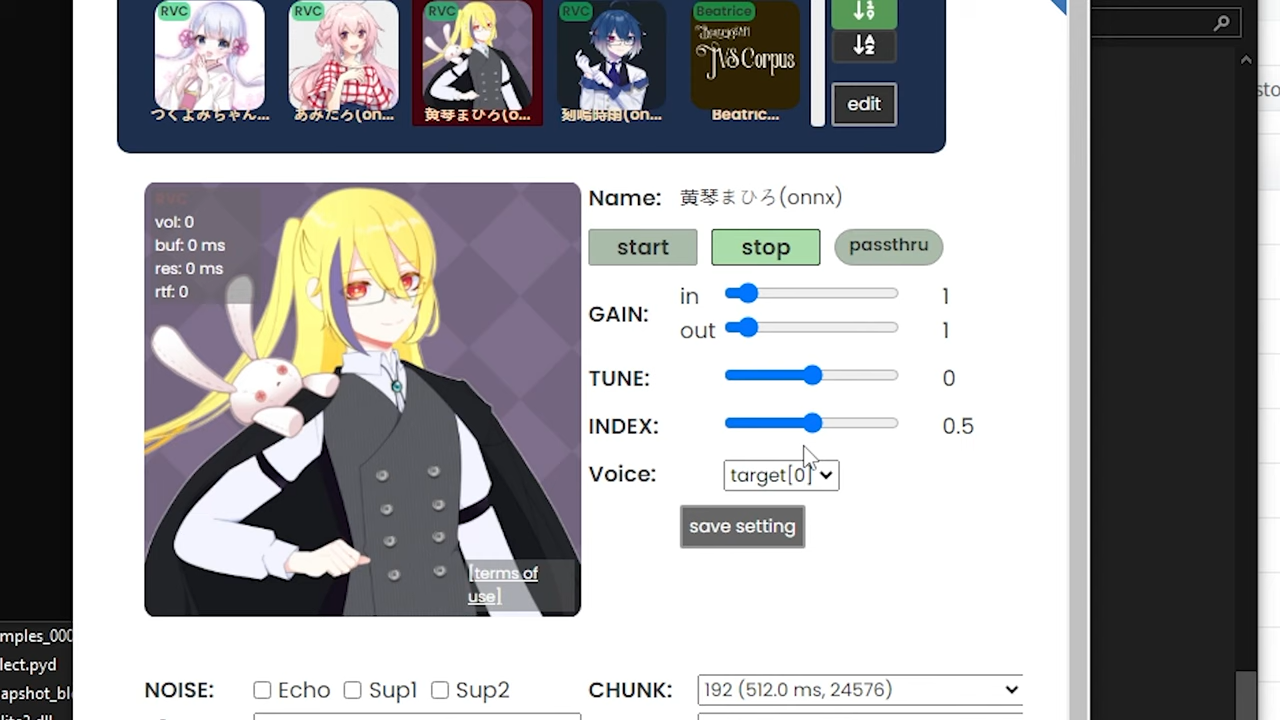 RVC
RVC
RVC
RVC
Beatrice
JVS Corpus
つくよみちゃん...
あみたろ(on...
黄琴まひろ(o...
刻鳴時雨(on...
Beatric...
edit
RVC
vol: 0
buf: 0 ms
res: 0 ms
rtf: 0
[terms of
use]
Name: 黄琴まひろ(onnx)
start stop passthru
GAIN: in 1
out 1
TUNE: 0
INDEX: 0.5
Voice: target[0]
save setting
NOISE: Echo Sup1 Sup2
CHUNK: 192 (512.0 ms, 24576)
mples_000
lect.pyd